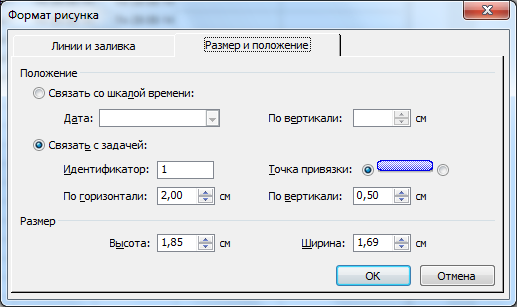 Формат рисунка
Линии и заливка Размер и положение
Положение
Связать со шкалой времени:
Дата: По вертикали: см
Связать с задачей:
Идентификатор: 1 Точка привязки:
По горизонтали: 2,00 см По вертикали: 0,50 см
Размер
Высота: 1,85 см Ширина: 1,69 см
ОК Отмена